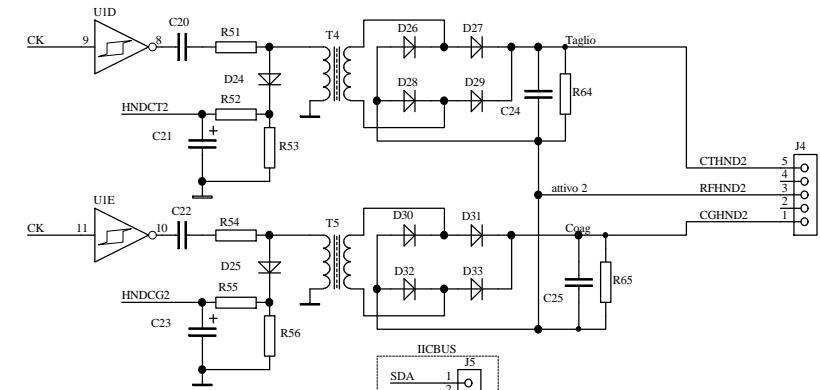 U1D
C20
CK 9 8
R51
D24
HNDCT2
R52
C21 +
R53
T4
D26 D27
D28 D29
Taglio
C24
R64
J4
CTHND2 5
4
attivo 2
RFHND2 3
2
CGHND2 1
U1E
C22
CK 11 10
R54
D25
HNDCG2
R55
C23 +
R56
T5
D30 D31
D32 D33
Coag
C25
R65
IICBUS
J5
SDA 1
2